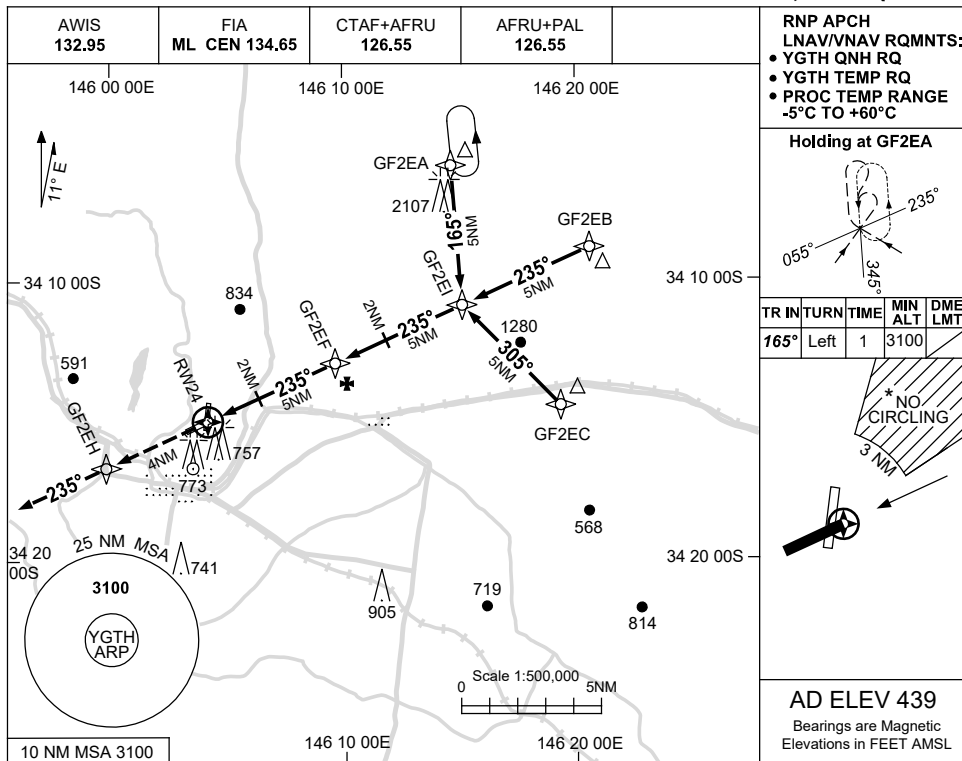 AWIS
132.95
FIA
ML CEN 134.65
CTAF+AFRU
126.55
AFRU+PAL
126.55
RNP APCH
LNAV/VNAV RQMNTS:
• YGTH QNH RQ
• YGTH TEMP RQ
• PROC TEMP RANGE
-5°C TO +60°C
146 00 00E
146 10 00E
146 20 00E
11° E
GF2EA
2107
165°
5NM
GF2EB
235°
5NM
GF2EI
34 10 00S
34 10 00S
834
2NM
235°
5NM
1280
305°
5NM
GF2EF
591
RW24
2NM
235°
5NM
GF2EC
GF2EH
757
4NM
773
235°
568
34 20
00S
25 NM MSA
3100
YGTH
ARP
741
905
719
814
34 20 00S
Scale 1:500,000
0
5NM
10 NM MSA 3100
146 10 00E
146 20 00E
Holding at GF2EA
235°
055°
345°
TR IN
TURN
TIME
MIN
ALT
DME
LMT
165°
Left
1
3100
*NO
CIRCLING
3 NM
AD ELEV 439
Bearings are Magnetic
Elevations in FEET AMSL